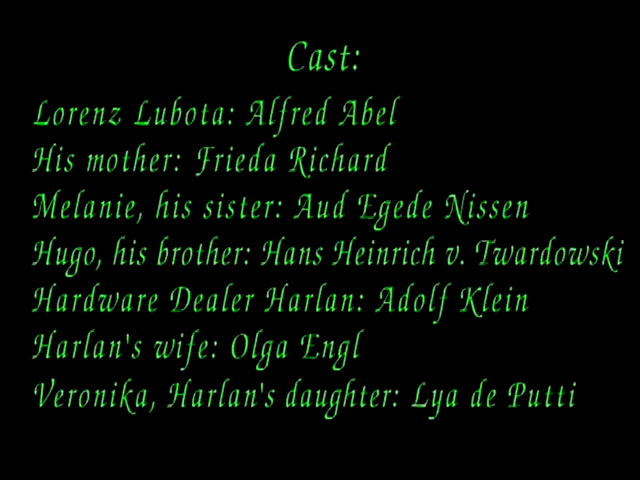 Cast:
Lorenz Lubota: Alfred Abel
His mother: Frieda Richard
Melanie, his sister: Aud Egede Nissen
Hugo, his brother: Hans Heinrich v. Twardowski
Hardware Dealer Harlan: Adolf Klein
Harlan's wife: Olga Engl
Veronika, Harlan's daughter: Lya de Putti